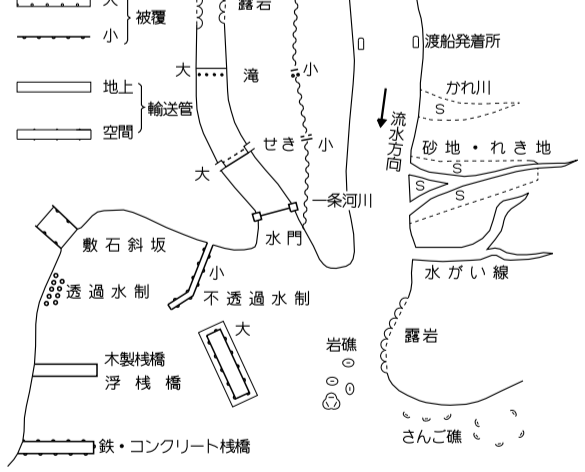 大
小
被覆
露岩
渡船発着所
大
滝
小
かれ川
地上
空間
輸送管
流水方向
S
せき
小
砂地・れき地
S
S
S
大
一条河川
敷石斜坂
水門
小
水がい線
透過水制
不透過水制
大
岩礁
露岩
木製桟橋
浮桟橋
さんご礁
鉄・コンクリート桟橋